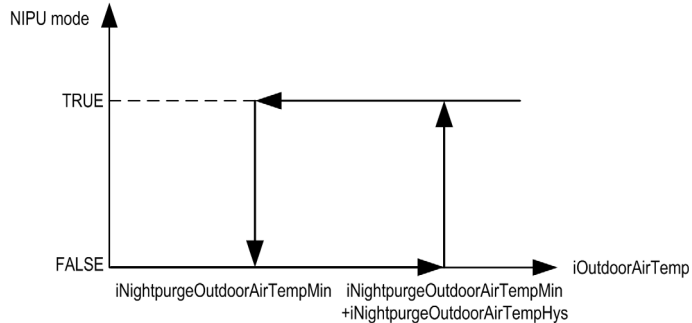 NIPU mode
TRUE
FALSE
iOutdoorAirTemp
iNightpurgeOutdoorAirTempMin
iNightpurgeOutdoorAirTempMin
+iNightpurgeOutdoorAirTempHys